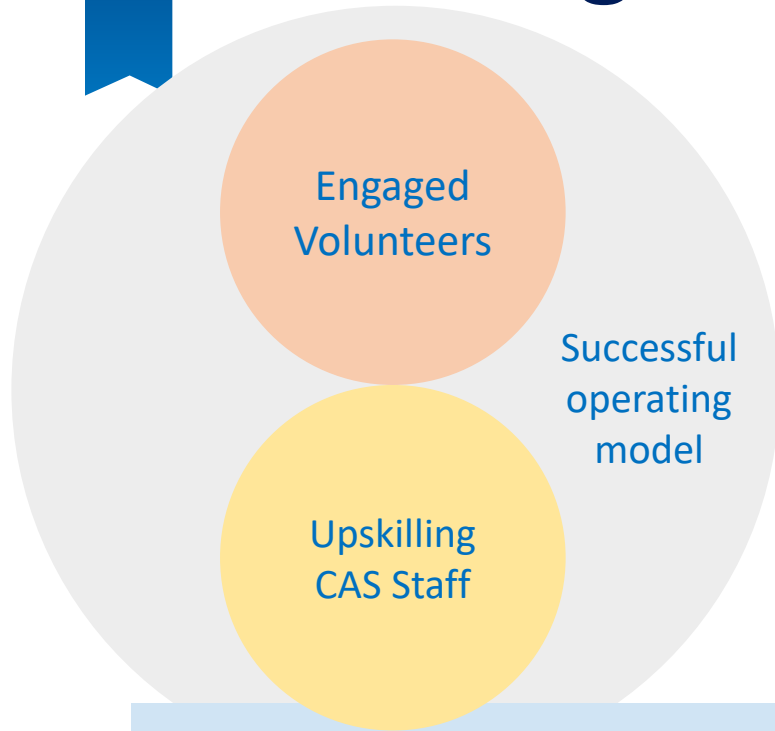 Engaged
Volunteers
Successful
operating
model
Upskilling
CAS Staff